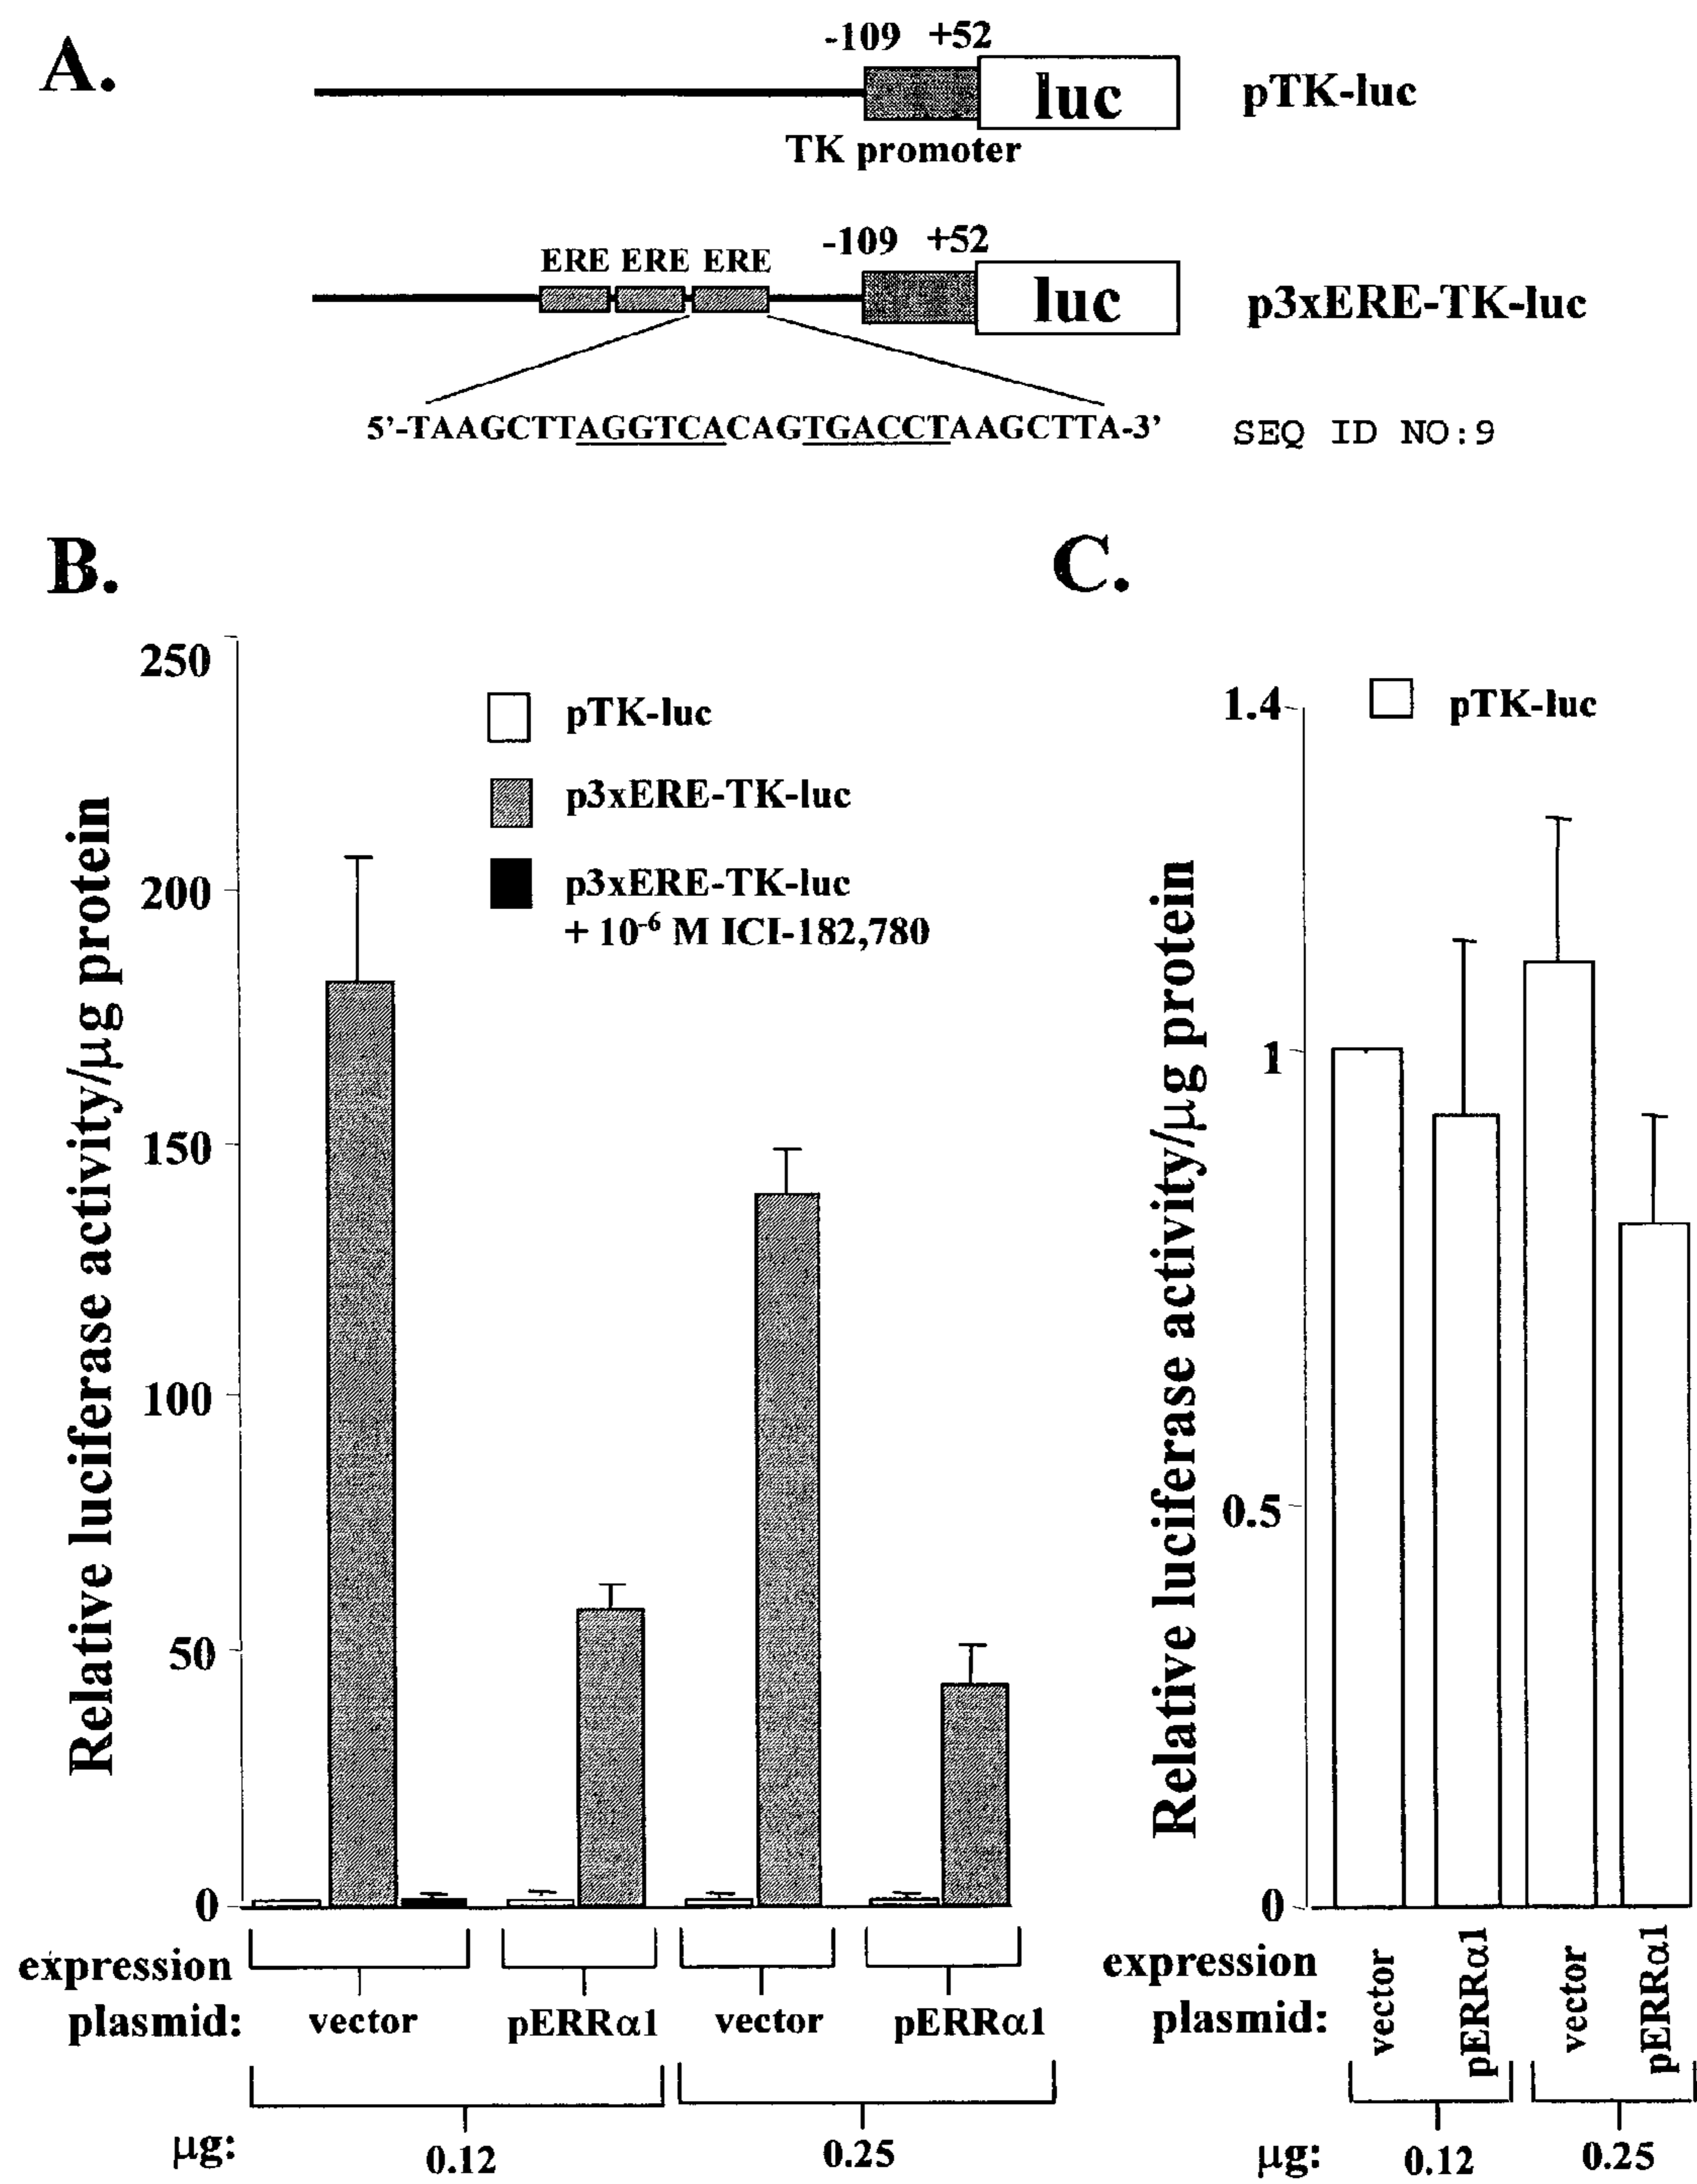 A.
-109 +52
luc
pTK-luc
TK promoter
ERE ERE ERE
-109 +52
luc
p3xERE-TK-luc
5’-TAAGCTTAGGTCACAGTGACCTAAGCTTA-3’
SEQ ID NO:9
B.
Relative luciferase activity/µg protein
250
200
150
100
50
0
pTK-luc
p3xERE-TK-luc
p3xERE-TK-luc
+ 10⁻⁶ M ICI-182,780
expression
plasmid:
vector pERRα1 vector pERRα1
µg:
0.12 0.25
C.
Relative luciferase activity/µg protein
1.4
1
0.5
0
pTK-luc
expression
plasmid:
vector
pERRα1
vector
pERRα1
µg:
0.12 0.25